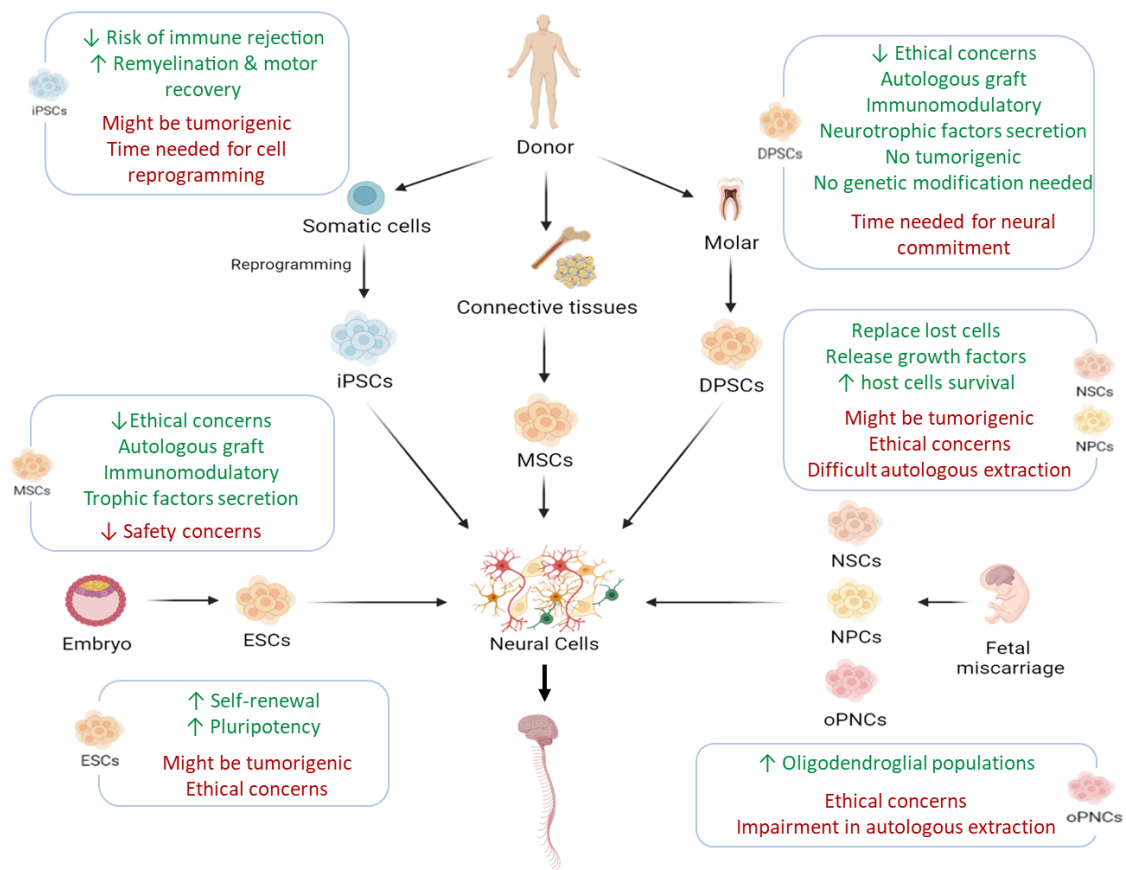 ↓ Risk of immune rejection
↑ Remyelination & motor
recovery
Might be tumorigenic
Time needed for cell
reprogramming
iPSCs
Donor
↓ Ethical concerns
Autologous graft
Immunomodulatory
Neurotrophic factors secretion
No tumorigenic
No genetic modification needed
Time needed for neural
commitment
DPSCs
Somatic cells
Reprogramming
iPSCs
Connective tissues
MSCs
Molar
DPSCs
Replace lost cells
Release growth factors
↑ host cells survival
Might be tumorigenic
Ethical concerns
Difficult autologous extraction
NSCs
NPCs
↓Ethical concerns
Autologous graft
Immunomodulatory
Trophic factors secretion
↓ Safety concerns
MSCs
Embryo
ESCs
Neural Cells
NSCs
NPCs
oPNCs
Fetal
miscarriage
↑ Self-renewal
↑ Pluripotency
Might be tumorigenic
Ethical concerns
ESCs
↑ Oligodendroglial populations
Ethical concerns
Impairment in autologous extraction
oPNCs